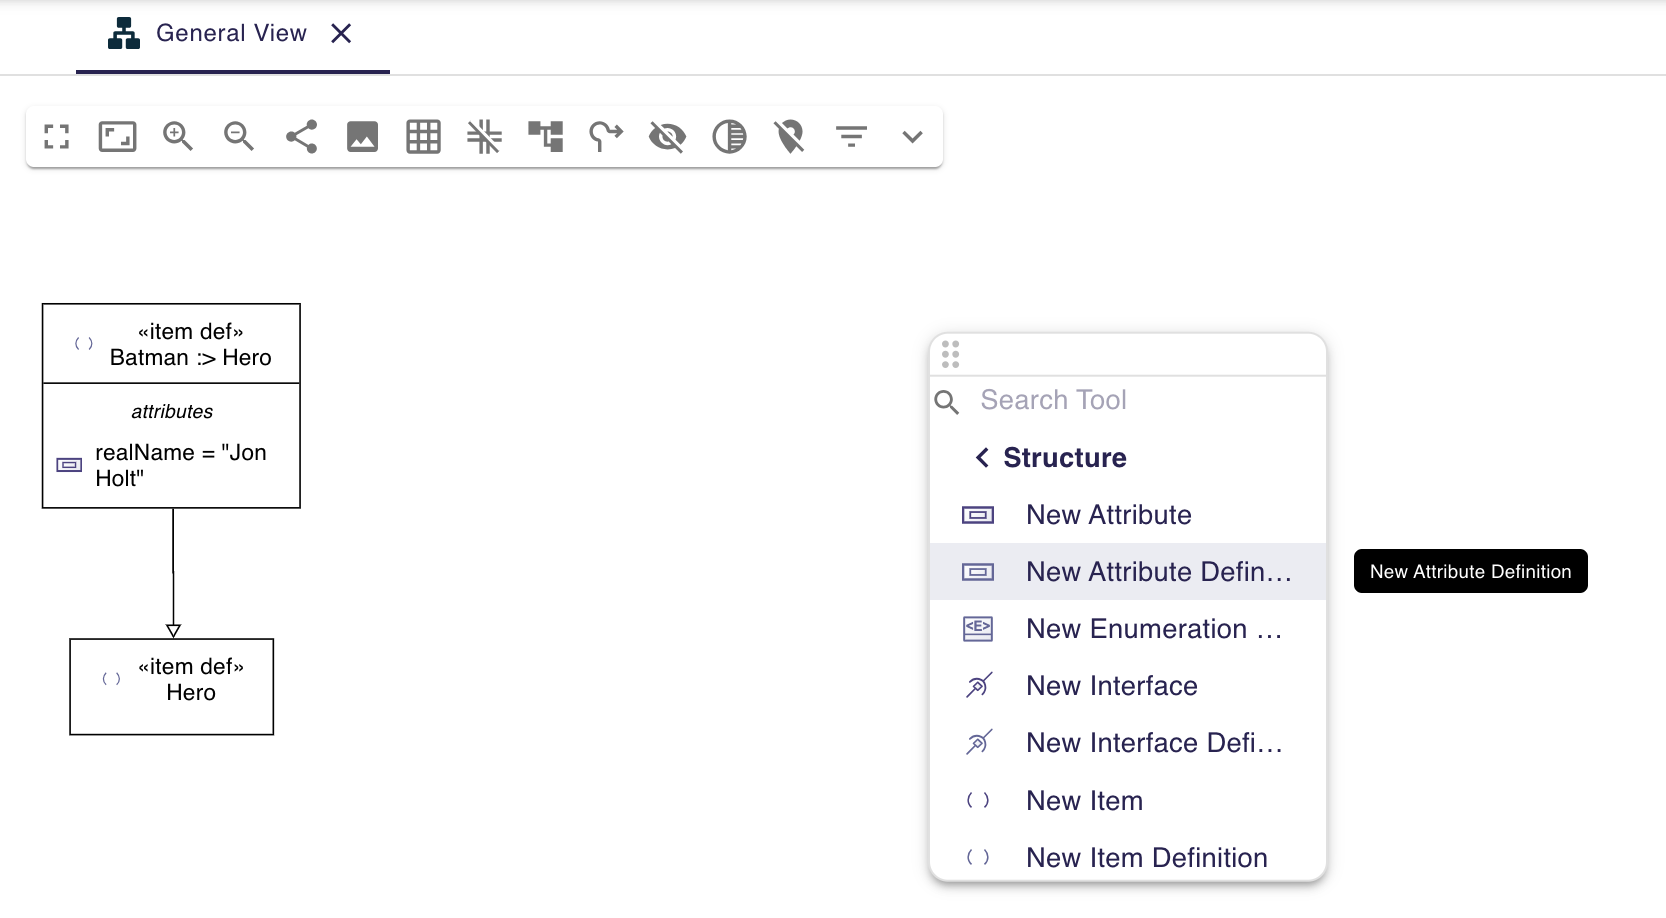 General View
«item def»
Batman :> Hero
attributes
realName = "Jon
Holt"
«item def»
Hero
Search Tool
Structure
New Attribute
New Attribute Defin...
New Attribute Definition
<E>
New Enumeration ...
New Interface
New Interface Defi...
New Item
New Item Definition